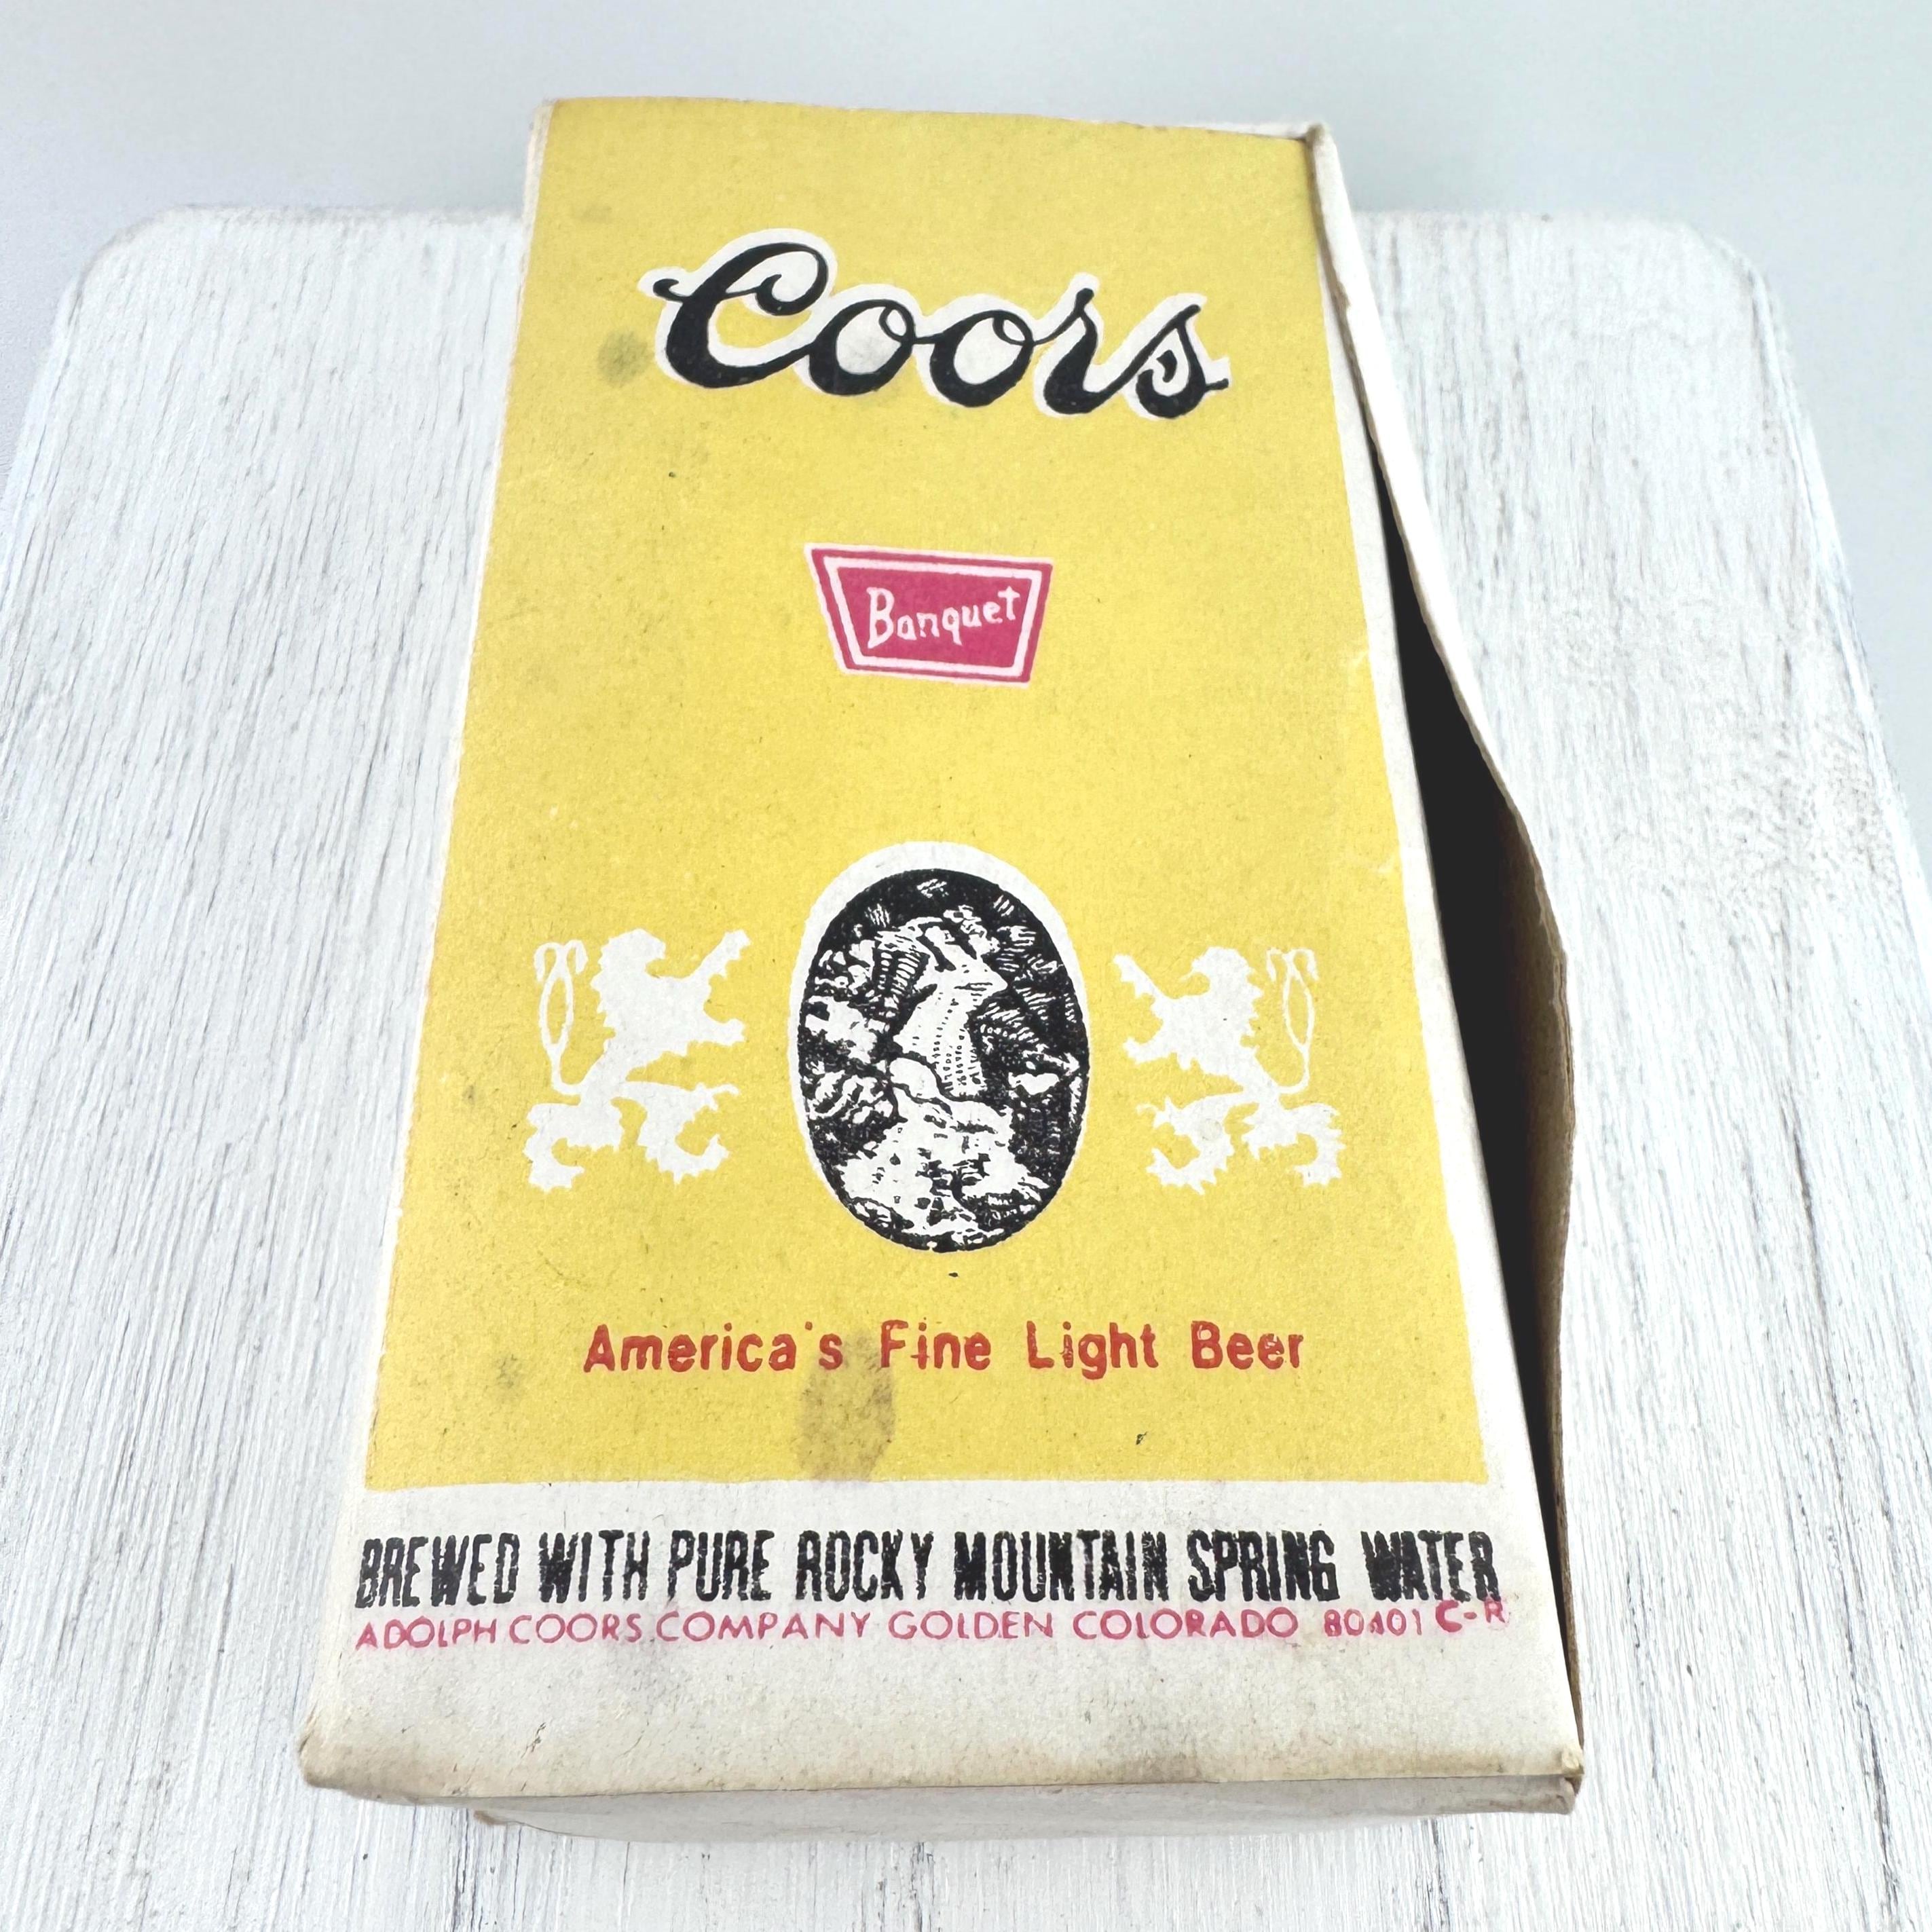 Coors
Banquet
America's Fine Light Beer
BREWED WITH PURE ROCKY MOUNTAIN SPRING WATER
ADOLPH COORS COMPANY GOLDEN COLORADO 80401 C-R